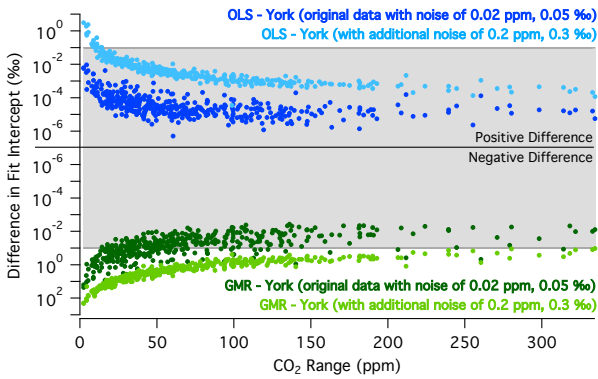 OLS - York (original data with noise of 0.02 ppm, 0.05 ‰)
OLS - York (with additional noise of 0.2 ppm, 0.3 ‰)
10⁰
10⁻²
10⁻⁴
10⁻⁶
Positive Difference
Negative Difference
10⁻⁶
10⁻⁴
10⁻²
10⁰
10²
Difference in Fit Intercept (‰)
GMR - York (original data with noise of 0.02 ppm, 0.05 ‰)
GMR - York (with additional noise of 0.2 ppm, 0.3 ‰)
0 50 100 150 200 250 300
CO₂ Range (ppm)